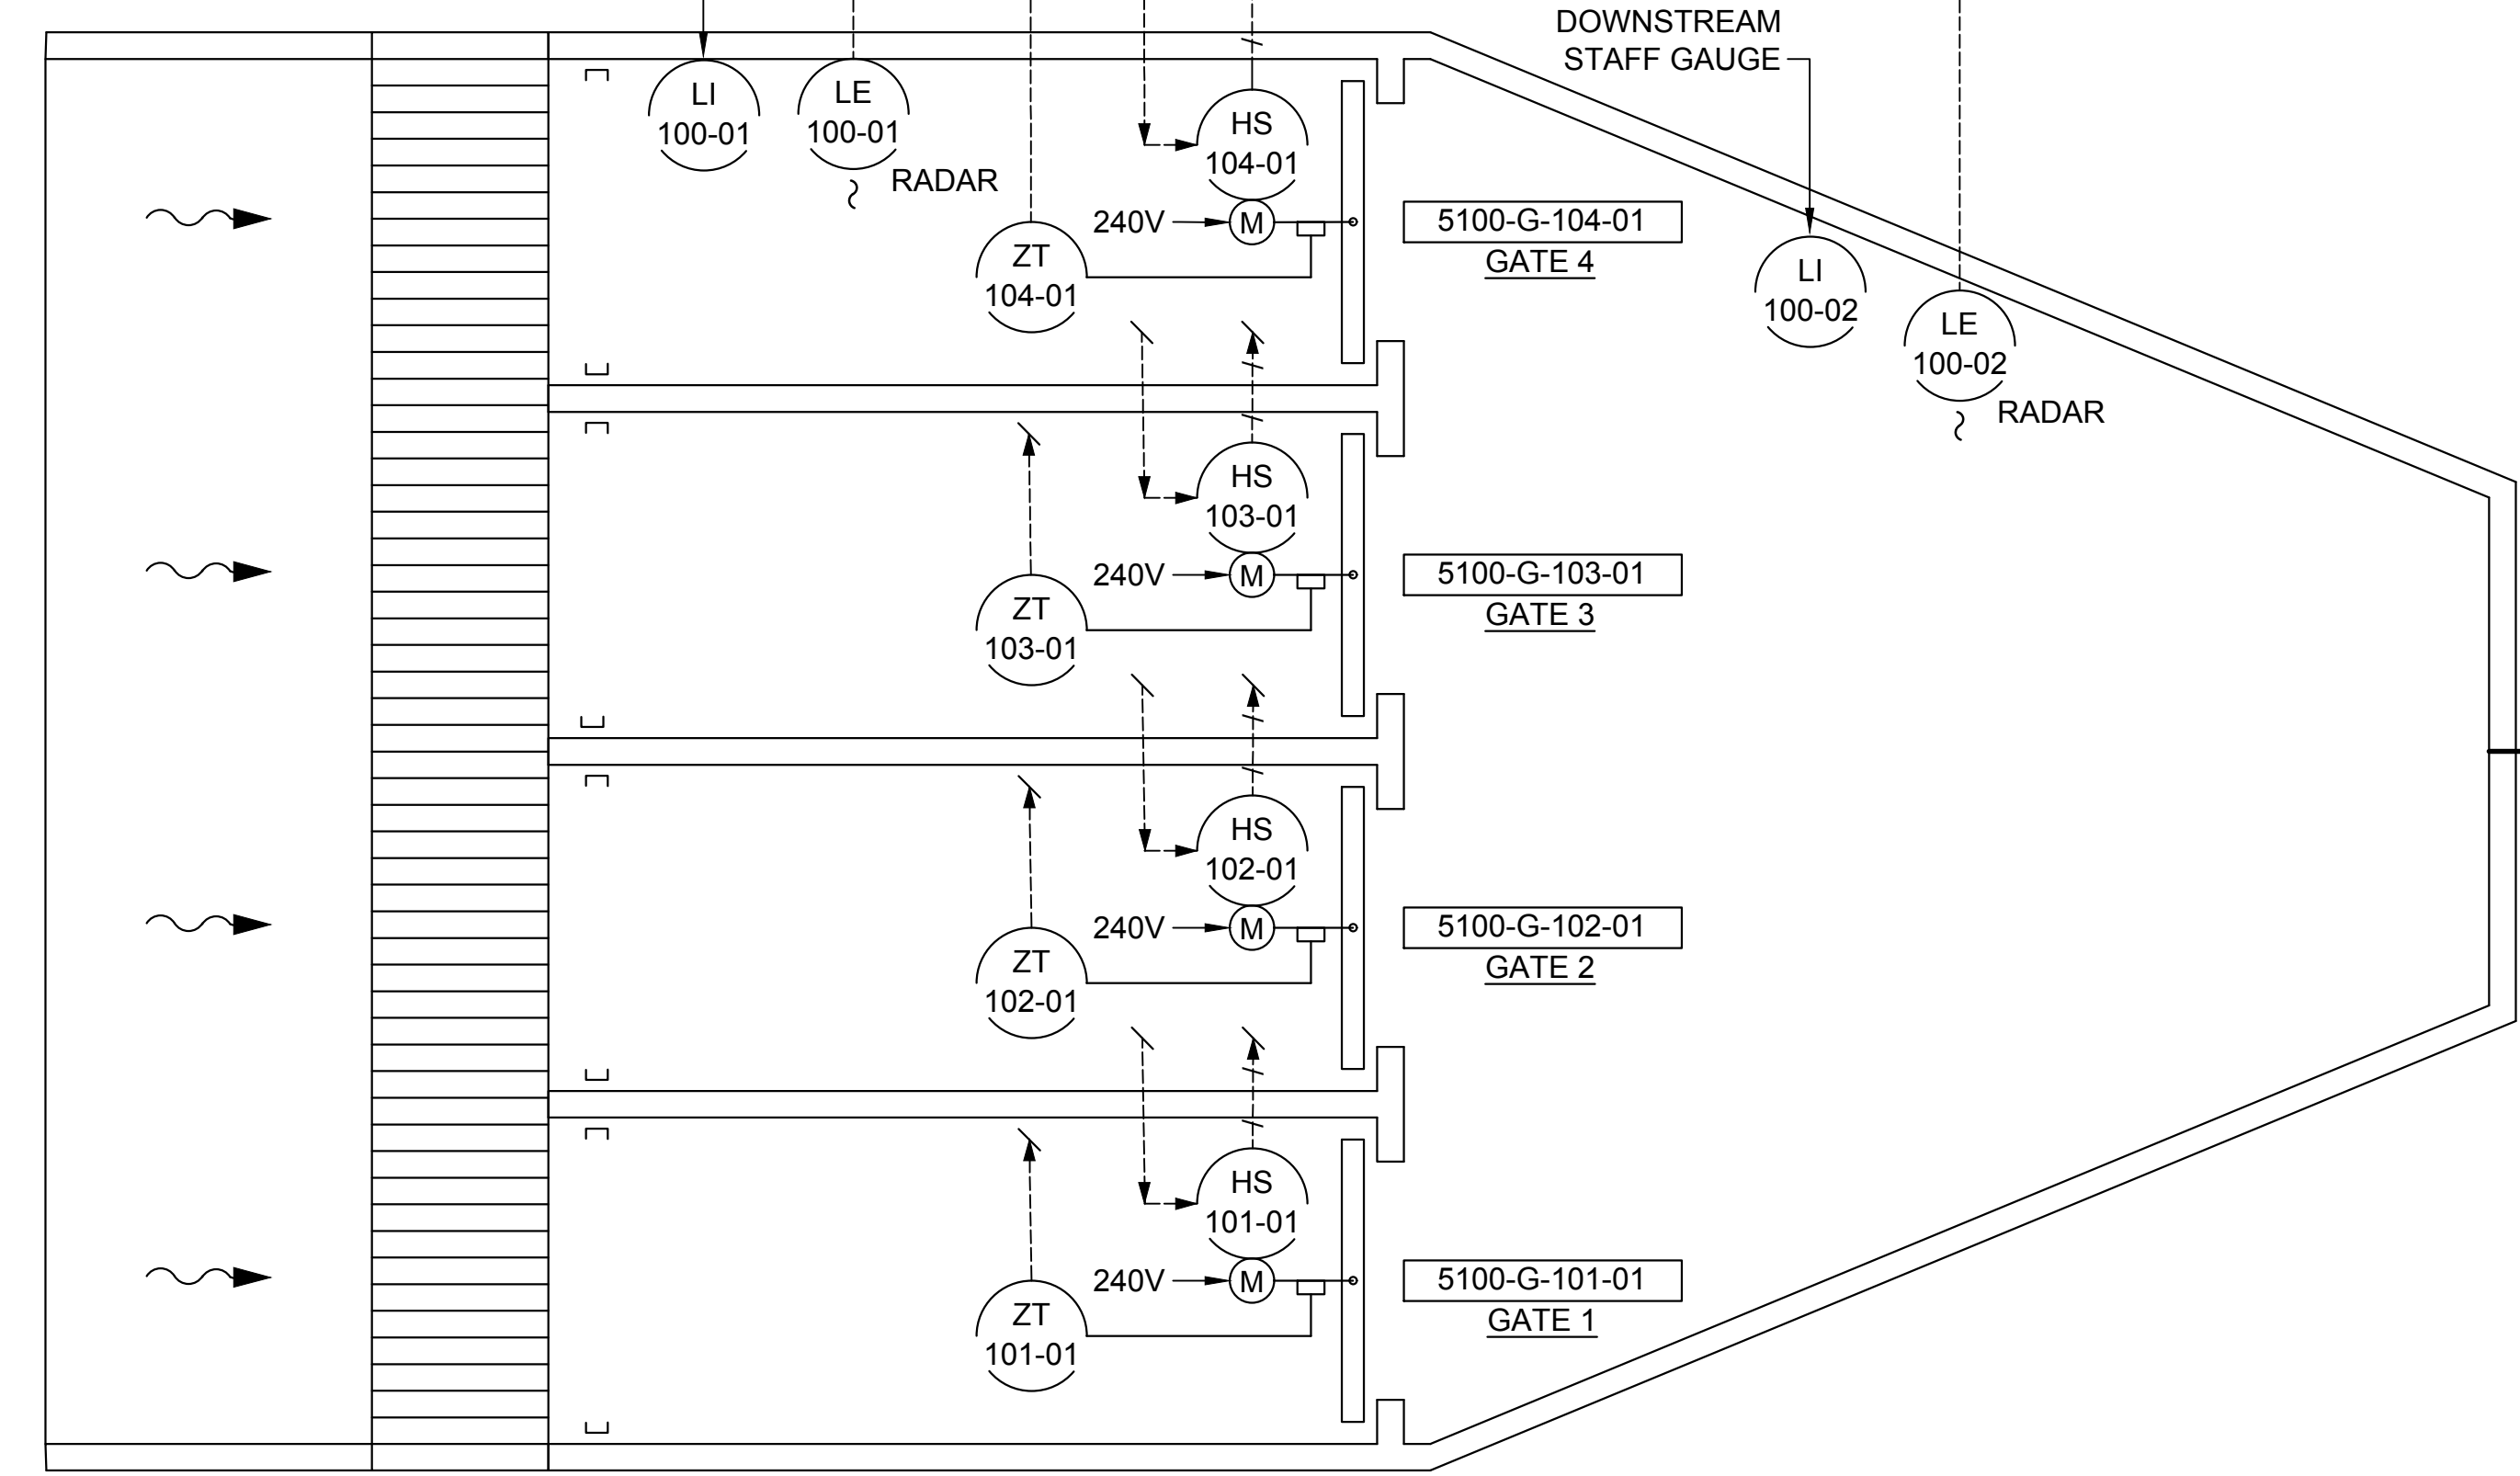 DOWNSTREAM
STAFF GAUGE
LI
100-01
LE
100-01
RADAR
HS
104-01
240V
M
ZT
104-01
5100-G-104-01
GATE 4
LI
100-02
LE
100-02
RADAR
HS
103-01
240V
M
ZT
103-01
5100-G-103-01
GATE 3
HS
102-01
240V
M
ZT
102-01
5100-G-102-01
GATE 2
HS
101-01
240V
M
ZT
101-01
5100-G-101-01
GATE 1